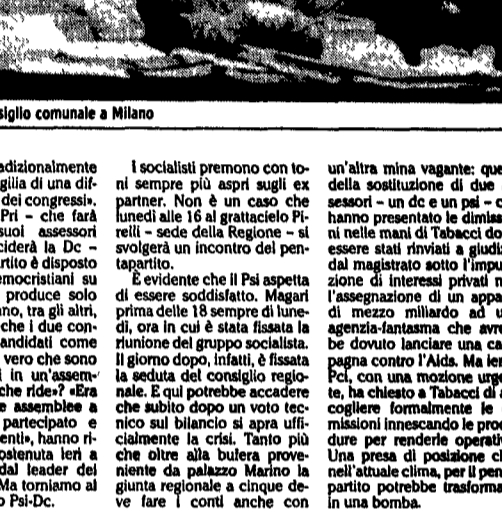 siglio comunale a Milano
adizionalmente
gilia di una dif-
dei congressi».
Pri – che farà
suoi assessori
ciderà la Dc –
rtito è disposto
emocristiani su
produce solo
no, tra gli altri,
che i due con-
andidati come
vero che sono
i in un'assem-
che ride»? «Era
e assemblee a
partecipato e
enti», hanno ri-
ostenuta ieri a
dal leader dei
Ma torniamo al
o Psi-Dc.
I socialisti premono con to-
ni sempre più aspri sugli ex
partner. Non è un caso che
lunedì alle 16 al grattacielo Pi-
relli – sede della Regione – si
svolgerà un incontro del pen-
tapartito.
È evidente che il Psi aspetta
di essere soddisfatto. Magari
prima delle 18 sempre di lune-
dì, ora in cui è stata fissata la
riunione del gruppo socialista.
Il giorno dopo, infatti, è fissata
la seduta del consiglio regio-
nale. E qui potrebbe accadere
che subito dopo un voto tec-
nico sul bilancio si apra uffi-
cialmente la crisi. Tanto più
che oltre alla bufera prove-
niente da palazzo Marino la
giunta regionale a cinque de-
ve fare i conti anche con
un'altra mina vagante: que
della sostituzione di due
sessori – un dc e un psi – c
hanno presentato le dimiss
ni nelle mani di Tabacci do
essere stati rinviati a giudiz
dal magistrato sotto l'impu
zione di interessi privati n
l'assegnazione di un appa
di mezzo miliardo ad u
agenzia-fantasma che avre
be dovuto lanciare una ca
pagna contro l'Aids. Ma ier
Pci, con una mozione urge
te, ha chiesto a Tabacci di a
cogliere formalmente le
missioni innescando le proc
dure per renderle operativ
Una presa di posizione ch
nell'attuale clima, per il pen
partito potrebbe trasforma
in una bomba.